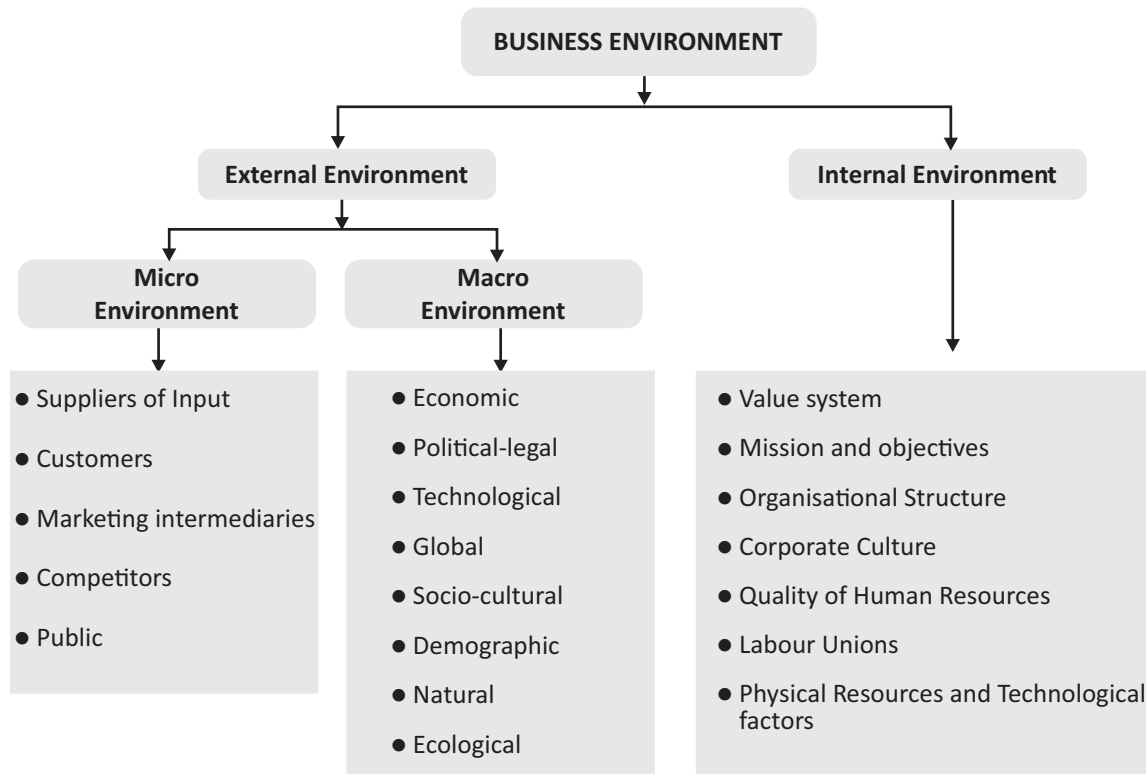 BUSINESS ENVIRONMENT
External Environment
Internal Environment
Micro
Environment
Macro
Environment
● Suppliers of Input
● Customers
● Marketing intermediaries
● Competitors
● Public
● Economic
● Political-legal
● Technological
● Global
● Socio-cultural
● Demographic
● Natural
● Ecological
● Value system
● Mission and objectives
● Organisational Structure
● Corporate Culture
● Quality of Human Resources
● Labour Unions
● Physical Resources and Technological
factors